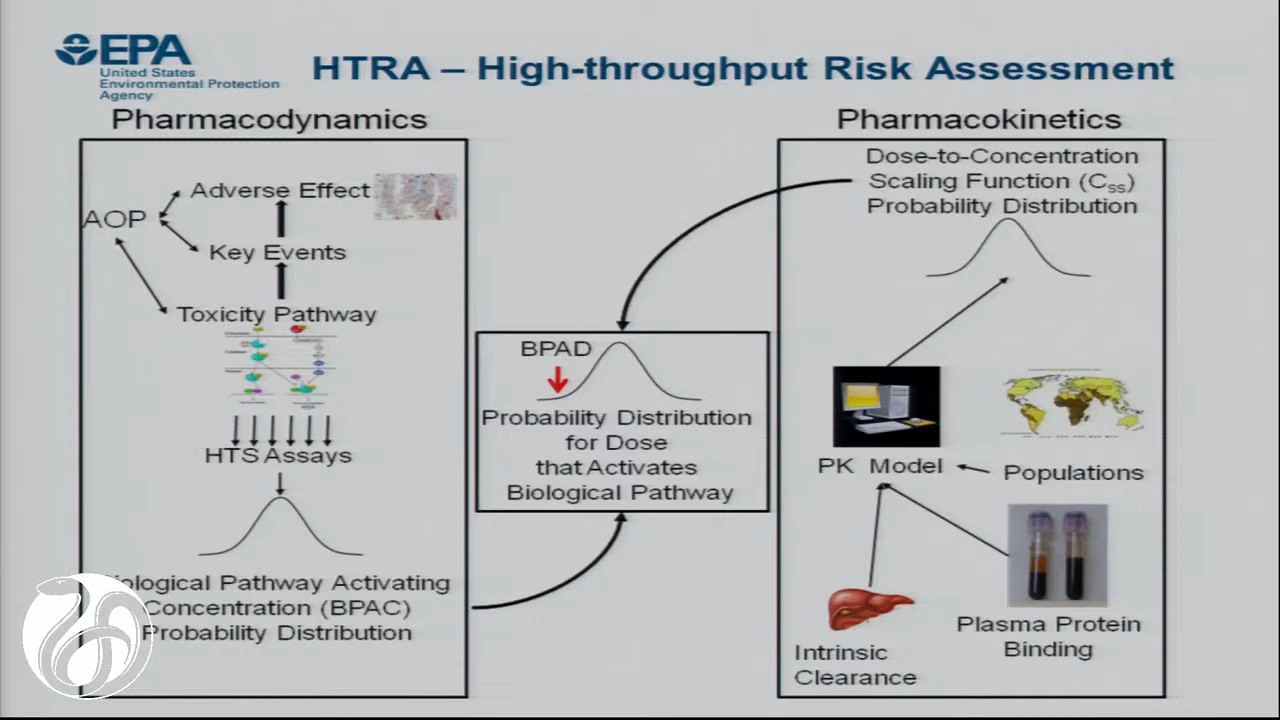 EPA
United States
Environmental Protection
Agency
HTRA – High-throughput Risk Assessment
Pharmacodynamics
Adverse Effect
AOP
Key Events
Toxicity Pathway
HTS Assays
Biological Pathway Activating
Concentration (BPAC)
Probability Distribution
BPAD
Probability Distribution
for Dose
that Activates
Biological Pathway
Pharmacokinetics
Dose-to-Concentration
Scaling Function (Css)
Probability Distribution
PK Model
Populations
Intrinsic
Clearance
Plasma Protein
Binding